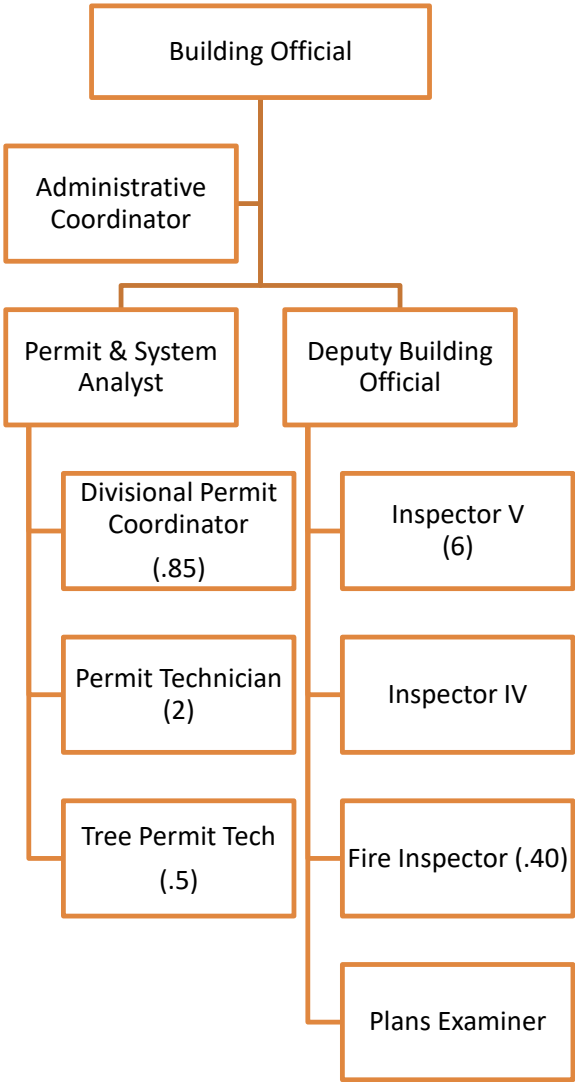 Building Official
Administrative
Coordinator
Permit & System
Analyst
Deputy Building
Official
Divisional Permit
Coordinator
(.85)
Permit Technician
(2)
Tree Permit Tech
(.5)
Inspector V
(6)
Inspector IV
Fire Inspector (.40)
Plans Examiner